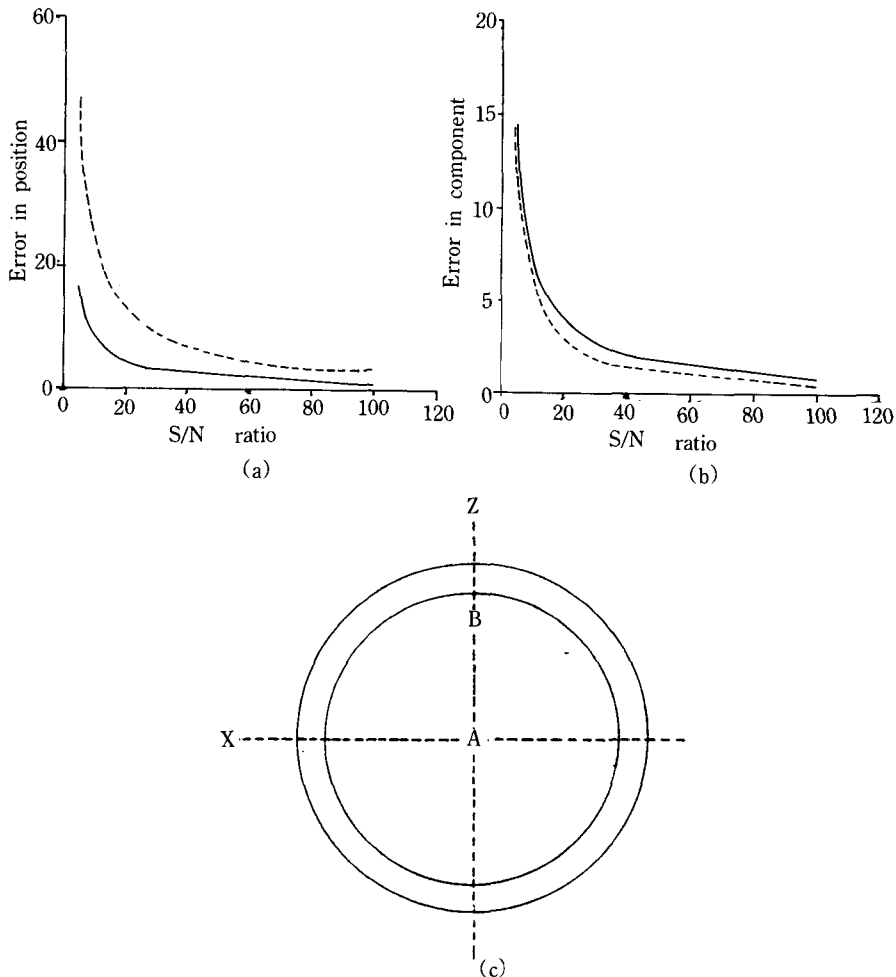 60
40
20
0
Error in position
0 20 40 60 80 100 120
S/N ratio
(a)
20
15
10
5
0
Error in component
0 20 40 60 80 100 120
S/N ratio
(b)
Z
B
X A
(c)